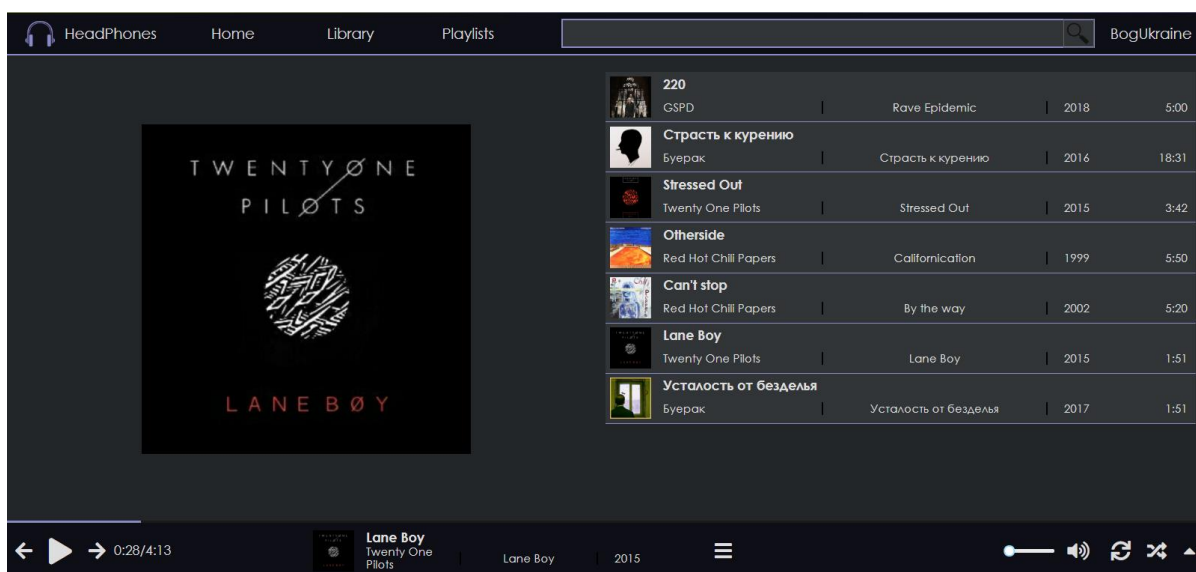 HeadPhones Home Library Playlists BogUkraine
TWENTYØNE
PILØTS
LANE BØY
220
GSPD | Rave Epidemic | 2018 5:00
Страсть к курению
Буерак | Страсть к курению | 2016 18:31
Stressed Out
Twenty One Pilots | Stressed Out | 2015 3:42
Otherside
Red Hot Chili Papers | Californication | 1999 5:50
Can't stop
Red Hot Chili Papers | By the way | 2002 5:20
Lane Boy
Twenty One Pilots | Lane Boy | 2015 1:51
Усталость от безделья
Буерак | Усталость от безделья | 2017 1:51
0:28/4:13
Lane Boy
Twenty One
Pilots | Lane Boy | 2015